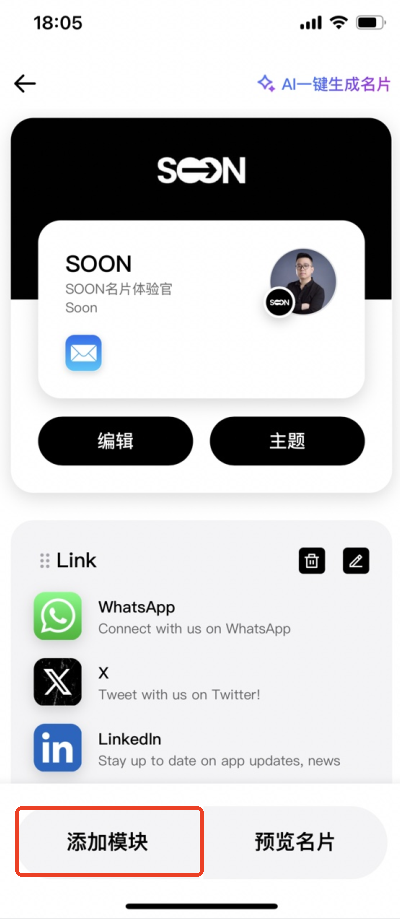 18:05
AI一键生成名片
SOON
SOON
SOON名片体验官
Soon
SOON
编辑
主题
Link
WhatsApp
Connect with us on WhatsApp
X
Tweet with us on Twitter!
in
LinkedIn
Stay up to date on app updates, news
添加模块
预览名片